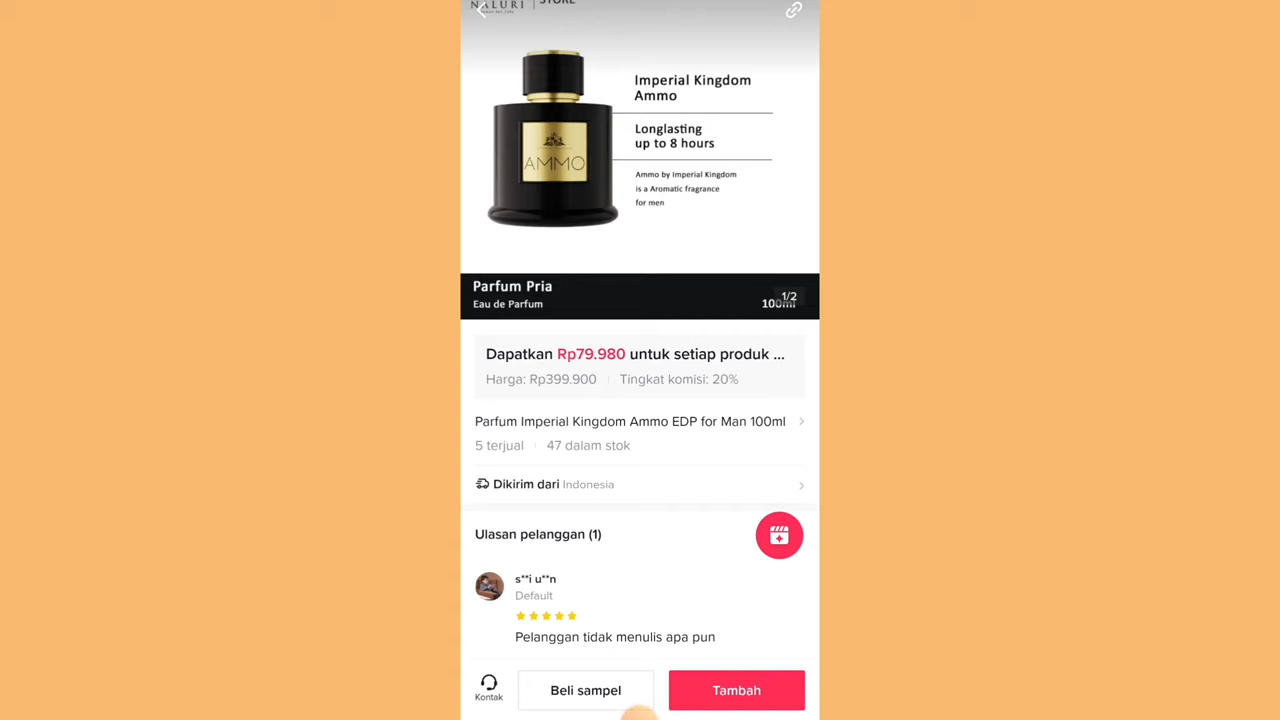 NALURI | STORE
Imperial Kingdom
Ammo
Longlasting
up to 8 hours
AMMO
Ammo by Imperial Kingdom
is a Aromatic fragrance
for men
Parfum Pria
1/2
Eau de Parfum
100ml
Dapatkan Rp79.980 untuk setiap produk ...
Harga: Rp399.900 | Tingkat komisi: 20%
Parfum Imperial Kingdom Ammo EDP for Man 100ml
5 terjual | 47 dalam stok
Dikirim dari Indonesia
Ulasan pelanggan (1)
s**i u**n
Default
Pelanggan tidak menulis apa pun
Kontak
Beli sampel
Tambah